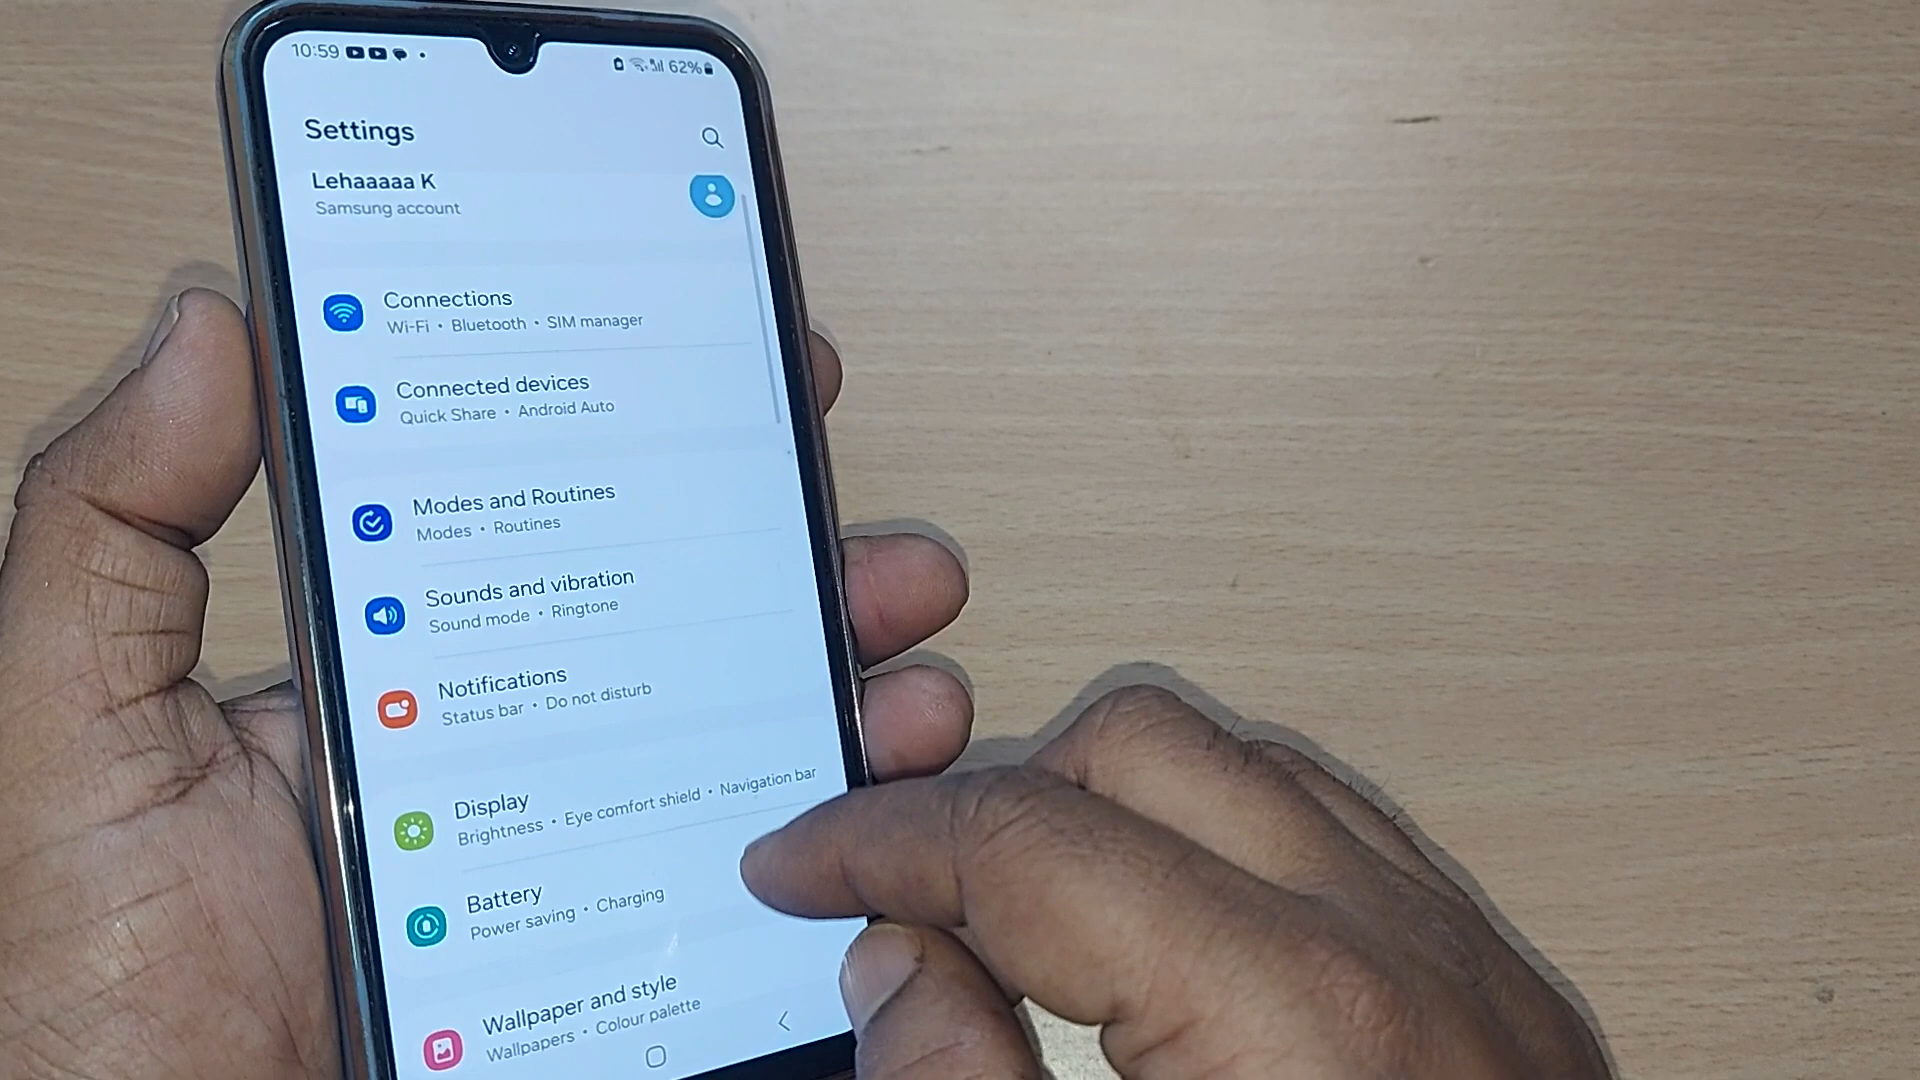 10:59
62%
Settings
Lehaaaaa K
Samsung account
Connections
Wi-Fi • Bluetooth • SIM manager
Connected devices
Quick Share • Android Auto
Modes and Routines
Modes • Routines
Sounds and vibration
Sound mode • Ringtone
Notifications
Status bar • Do not disturb
Display
Brightness • Eye comfort shield • Navigation bar
Battery
Power saving • Charging
Wallpaper and style
Wallpapers • Colour palette